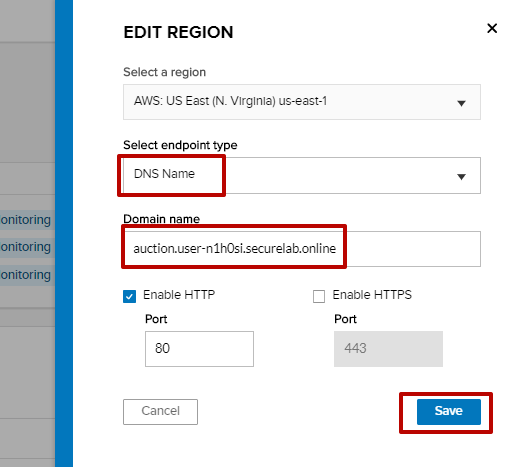 EDIT REGION
Select a region
AWS: US East (N. Virginia) us-east-1
Select endpoint type
DNS Name
Domain name
auction.user-n1h0si.securelab.online
Enable HTTP
Enable HTTPS
Port
Port
80
443
Cancel
Save
onitoring
onitoring
onitoring